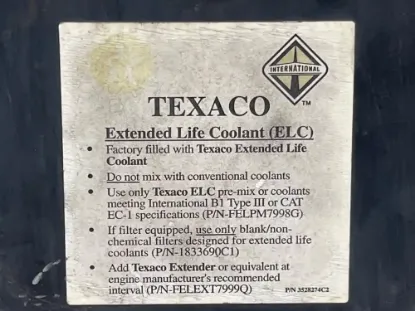 INTERNATIONAL
TM
TEXACO
Extended Life Coolant (ELC)
• Factory filled with Texaco Extended Life
Coolant
• Do not mix with conventional coolants
• Use only Texaco ELC pre-mix or coolants
meeting International B1 Type III or CAT
EC-1 specifications (P/N-FELPM7998G)
• If filter equipped, use only blank/non-
chemical filters designed for extended life
coolants (P/N-1833690C1)
• Add Texaco Extender or equivalent at
engine manufacturer's recommended
interval (P/N-FELEXT7999Q)
P/N 3528274C2